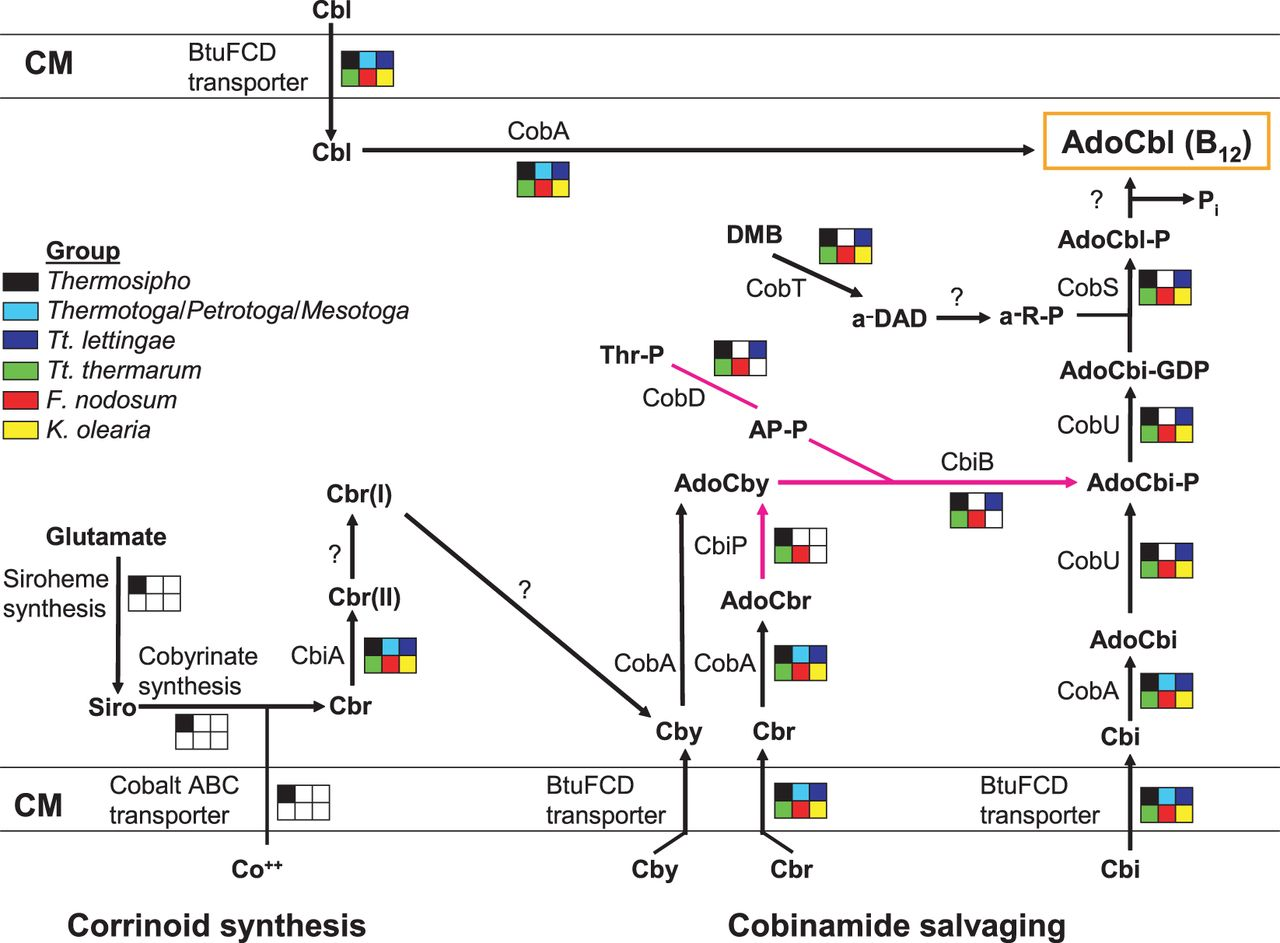 Cbl
CM
BtuFCD
transporter
Cbl
CobA
AdoCbl (B12)
?
Pi
AdoCbl-P
DMB
CobT
a-DAD
?
a-R-P
CobS
Group
Thermosipho
Thermotoga/Petrotoga/Mesotoga
Tt. lettingae
Tt. thermarum
F. nodosum
K. olearia
Thr-P
CobD
AP-P
AdoCbi-GDP
CobU
CbiB
AdoCby
AdoCbi-P
Cbr(I)
Glutamate
?
Siroheme
synthesis
Cbr(II)
?
CbiP
AdoCbr
CobU
AdoCbi
Cobyrinate
synthesis
CbiA
CobA
CobA
CobA
Siro
Cbr
Cby
Cbr
Cbi
CM
Cobalt ABC
transporter
BtuFCD
transporter
BtuFCD
transporter
Co++
Cby
Cbr
Cbi
Corrinoid synthesis
Cobinamide salvaging